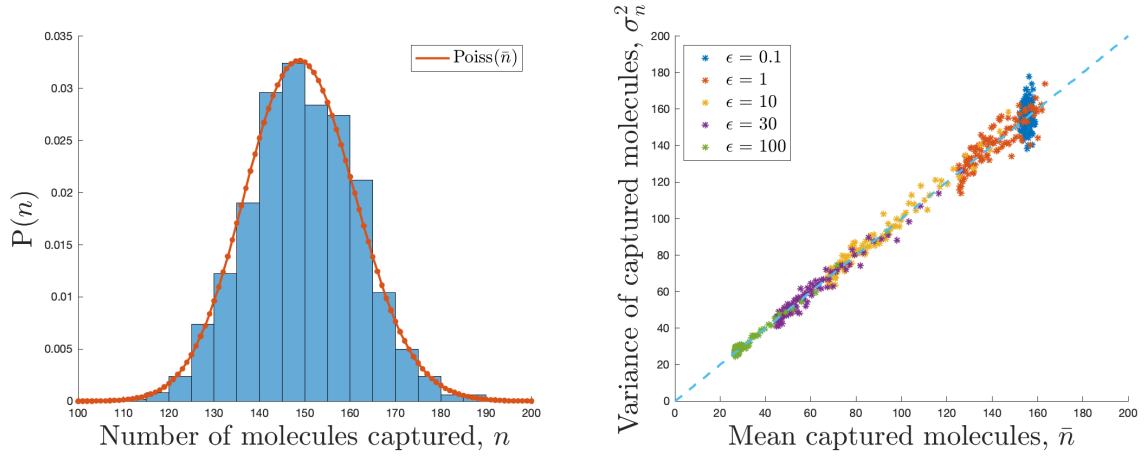 0.035
0.03
0.025
0.02
0.015
0.01
0.005
0
P(n)
100 110 120 130 140 150 160 170 180 190 200
Number of molecules captured, n
Poiss(n̄)
200
180
160
140
120
100
80
60
40
20
0
Variance of captured molecules, σ²ₙ
0 20 40 60 80 100 120 140 160 180 200
Mean captured molecules, n̄
ϵ = 0.1
ϵ = 1
ϵ = 10
ϵ = 30
ϵ = 100